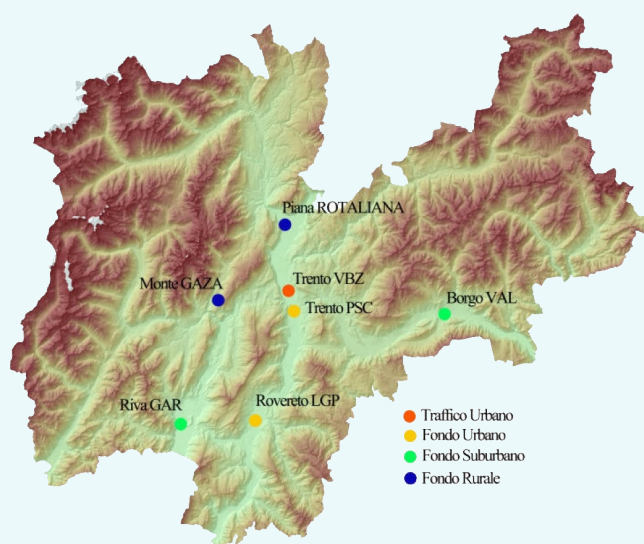 Piana ROTALIANA
Trento VBZ
Monte GAZA
Trento PSC
Borgo VAL
Riva GAR
Rovereto LGP
Traffico Urbano
Fondo Urbano
Fondo Suburbano
Fondo Rurale